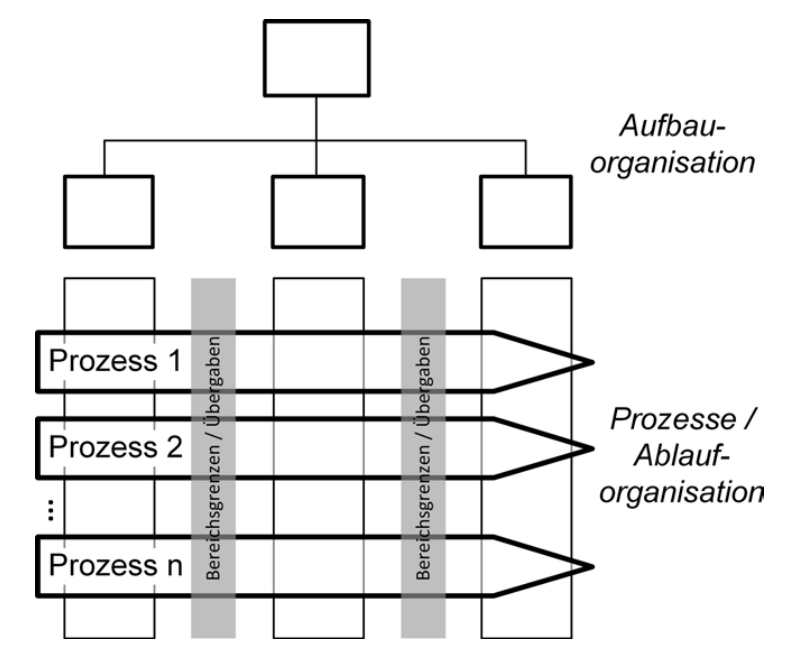 Aufbau-
organisation
Prozess 1
Prozess 2
...
Prozess n
Bereichsgrenzen / Übergaben
Bereichsgrenzen / Übergaben
Prozesse /
Ablauf-
organisation